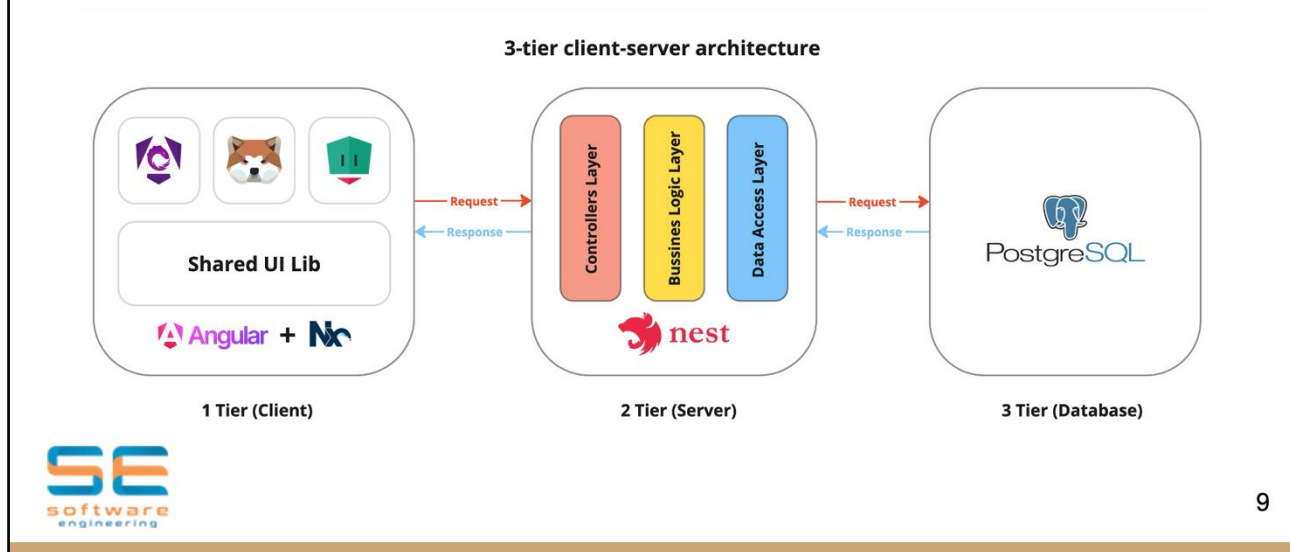 3-tier client-server architecture
Shared UI Lib
Angular + Nx
1 Tier (Client)
Request
Response
Controllers Layer
Bussines Logic Layer
Data Access Layer
nest
2 Tier (Server)
Request
Response
PostgreSQL
3 Tier (Database)
SE
software
engineering
9